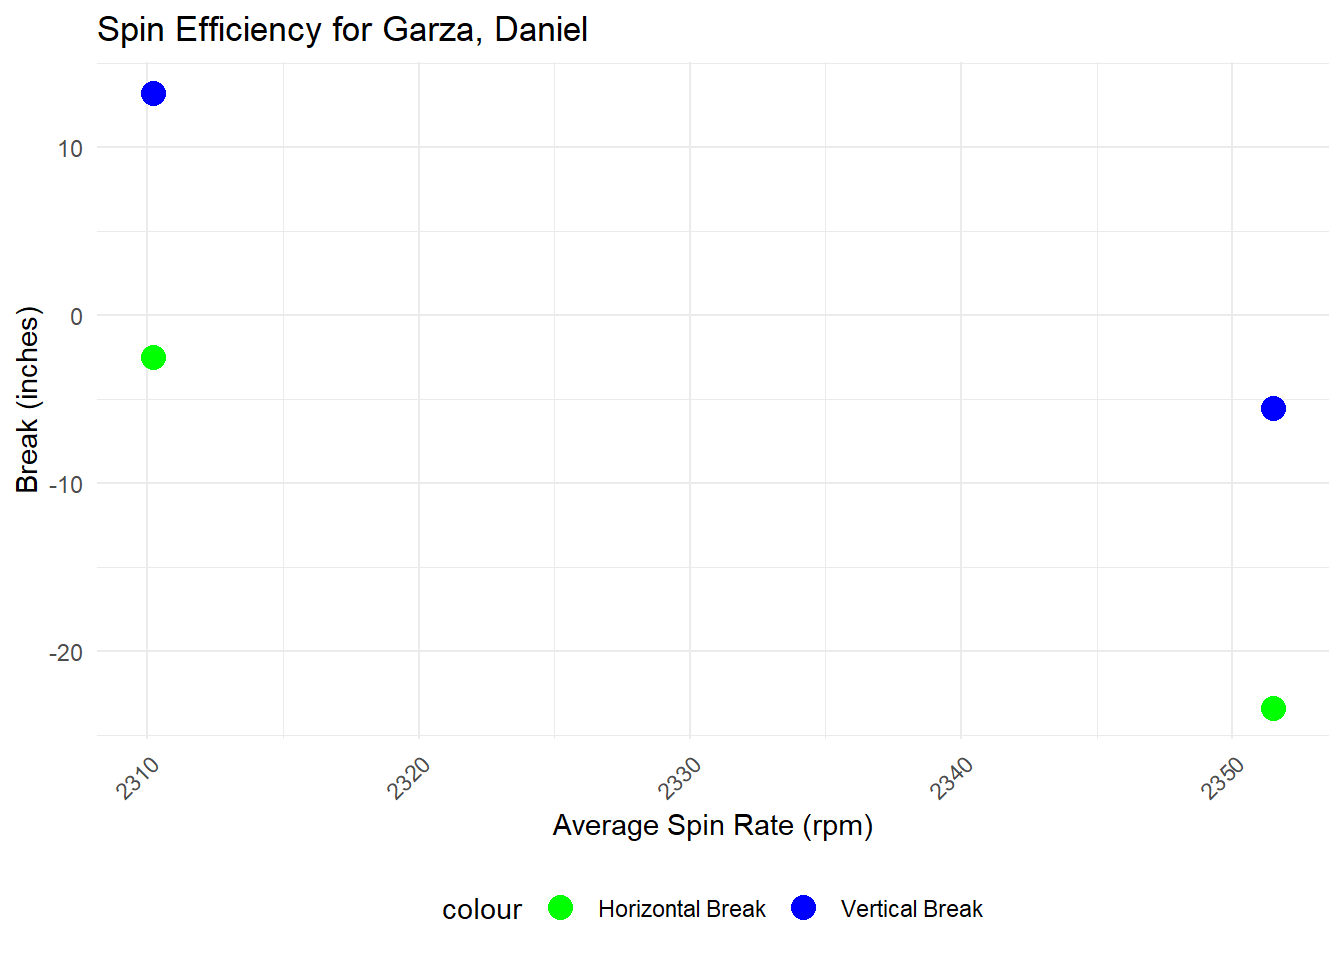 Spin Efficiency for Garza, Daniel
10
0
-10
-20
Break (inches)
2310
2320
2330
2340
2350
Average Spin Rate (rpm)
colour Horizontal Break Vertical Break